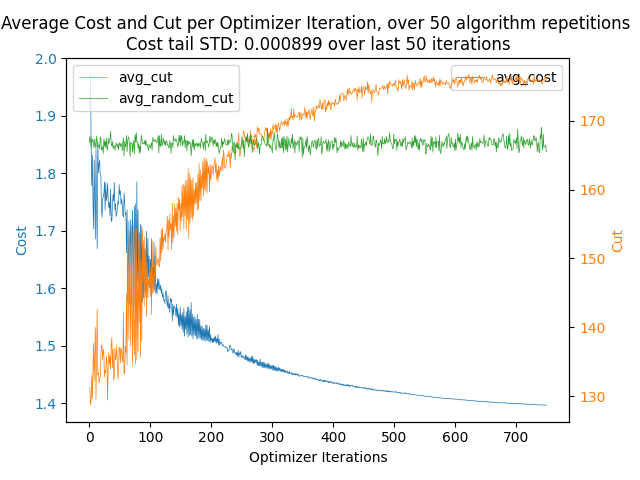 Average Cost and Cut per Optimizer Iteration, over 50 algorithm repetitions
Cost tail STD: 0.000899 over last 50 iterations
avg_cut
avg_random_cut
avg_cost
2.0
1.9
1.8
1.7
1.6
1.5
1.4
Cost
170
160
150
140
130
Cut
0 100 200 300 400 500 600 700
Optimizer Iterations